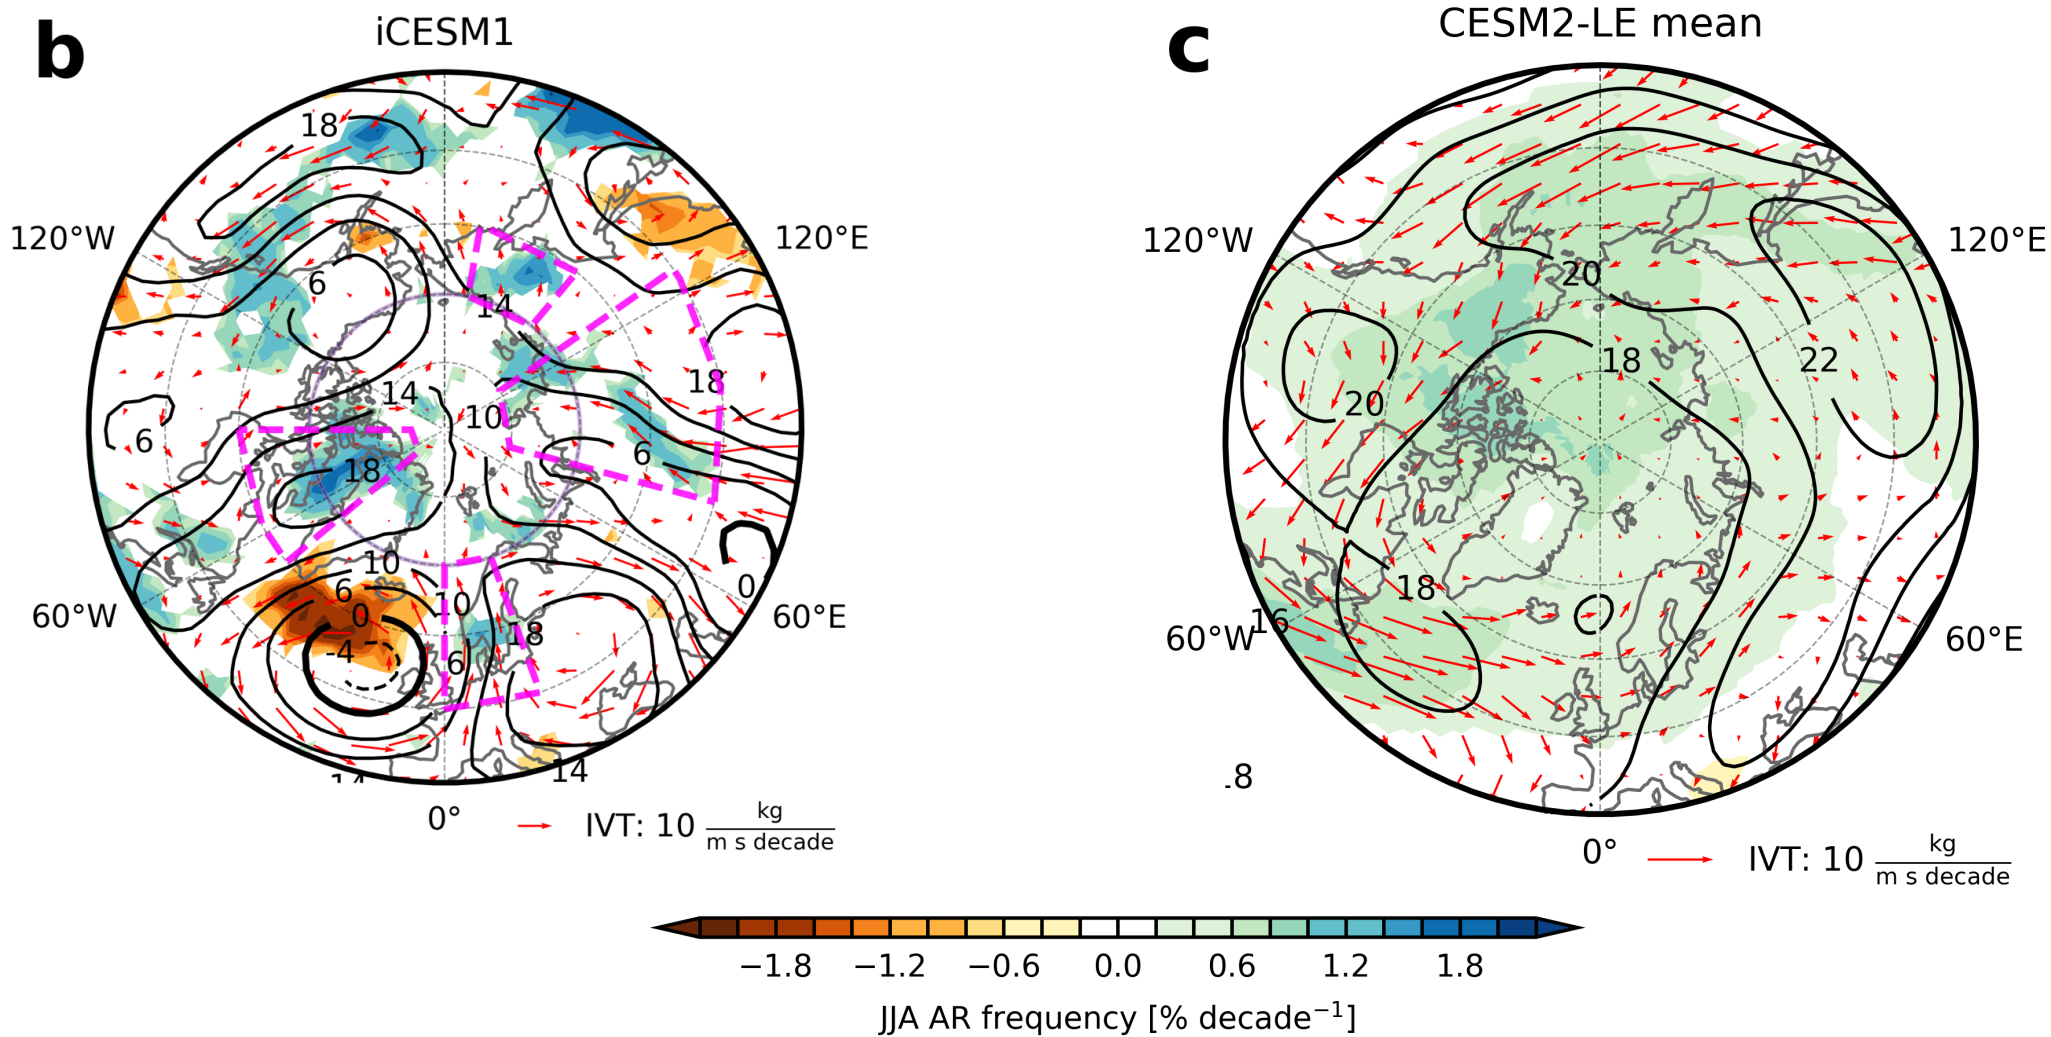 b
iCESM1
c
CESM2-LE mean
18
120°W
120°E
120°W
120°E
6
14
20
18
22
14
18
10
20
6
6
18
10
6
10
0
0
60°W
60°E
18
18
-4
6
16
60°W
60°E
14
14
.8
0°
IVT: 10 kg
m s decade
0°
IVT: 10 kg
m s decade
−1.8 −1.2 −0.6 0.0 0.6 1.2 1.8
JJA AR frequency [% decade⁻¹]